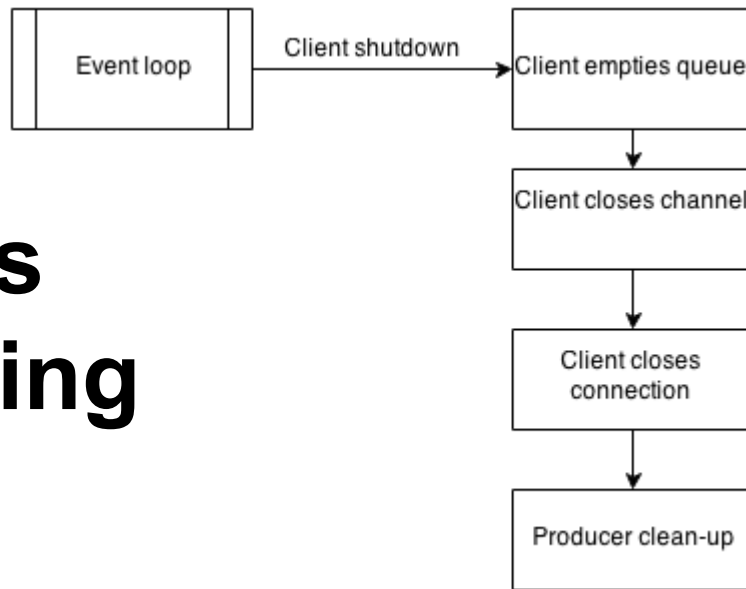 Event loop
Client shutdown
Client empties queue
Client closes channel
s
ing
Client closes
connection
Producer clean-up